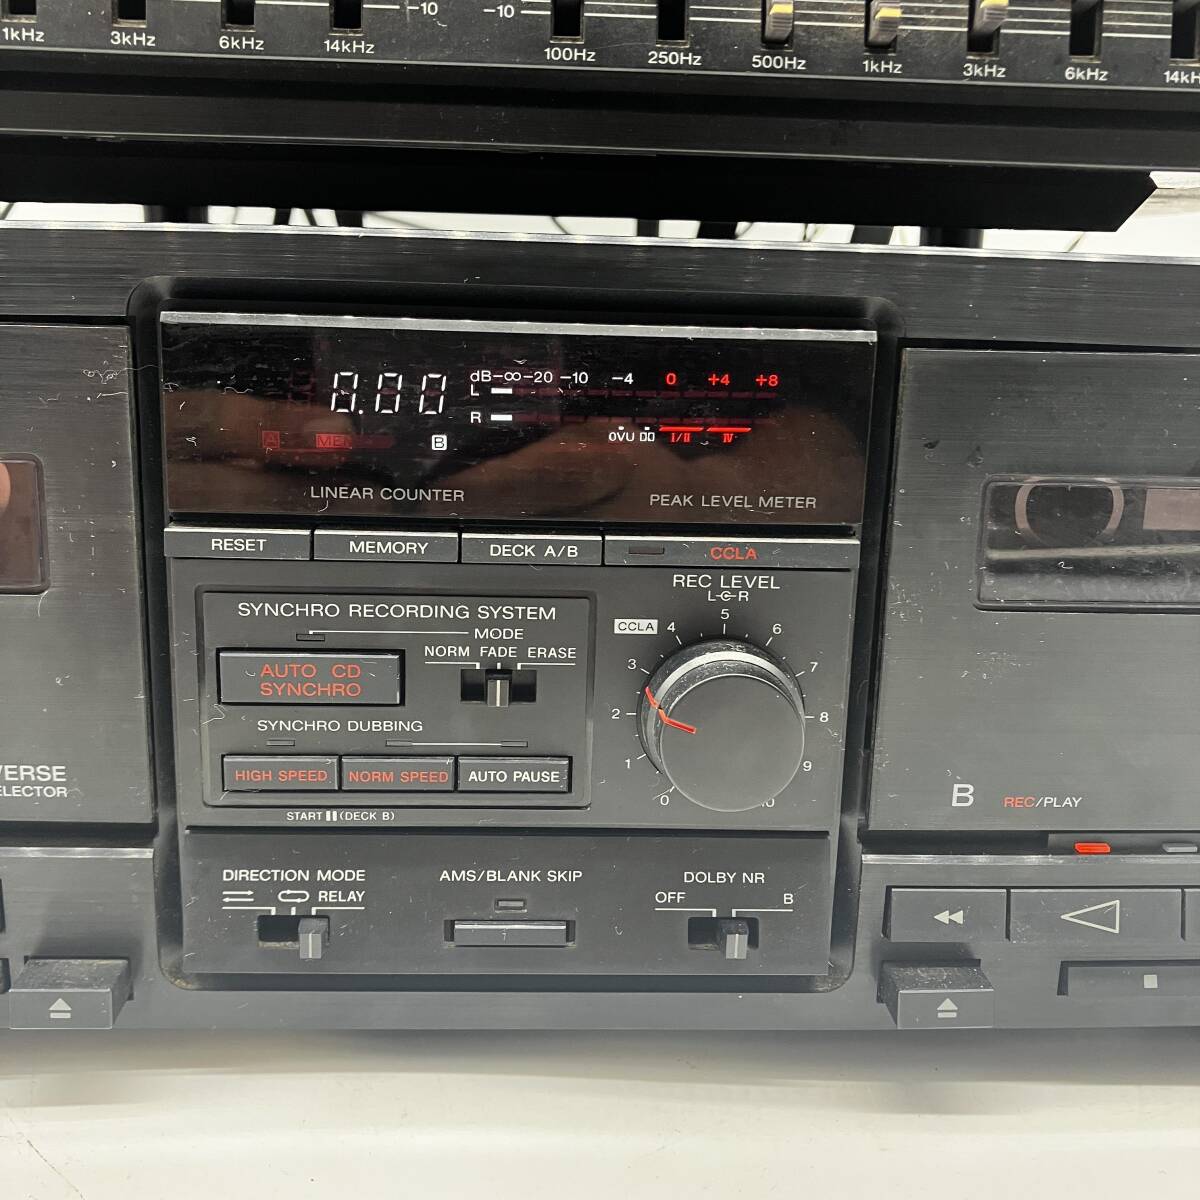 -10 -10
1kHz 3kHz 6kHz 14kHz 100Hz 250Hz 500Hz 1kHz 3kHz 6kHz
0.00
dB-∞ -20 -10 -4 0 +4 +8
L
R
A MEM B
0VU I/II IV
LINEAR COUNTER
PEAK LEVEL METER
RESET MEMORY DECK A/B CCLA
SYNCHRO RECORDING SYSTEM
MODE
NORM FADE ERASE
AUTO CD
SYNCHRO
SYNCHRO DUBBING
HIGH SPEED NORM SPEED AUTO PAUSE
START (DECK B)
REC LEVEL
L R
CCLA
0 1 2 3 4 5 6 7 8 9 10
VERSE
ELECTOR
B REC/PLAY
DIRECTION MODE
RELAY
AMS/BLANK SKIP
DOLBY NR
OFF B